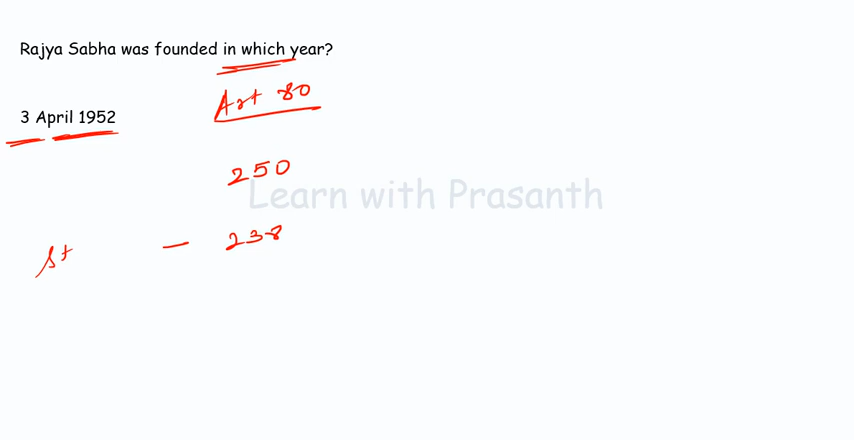 Rajya Sabha was founded in which year?
Art 80
3 April 1952
250
Learn with Prasanth
st - 238